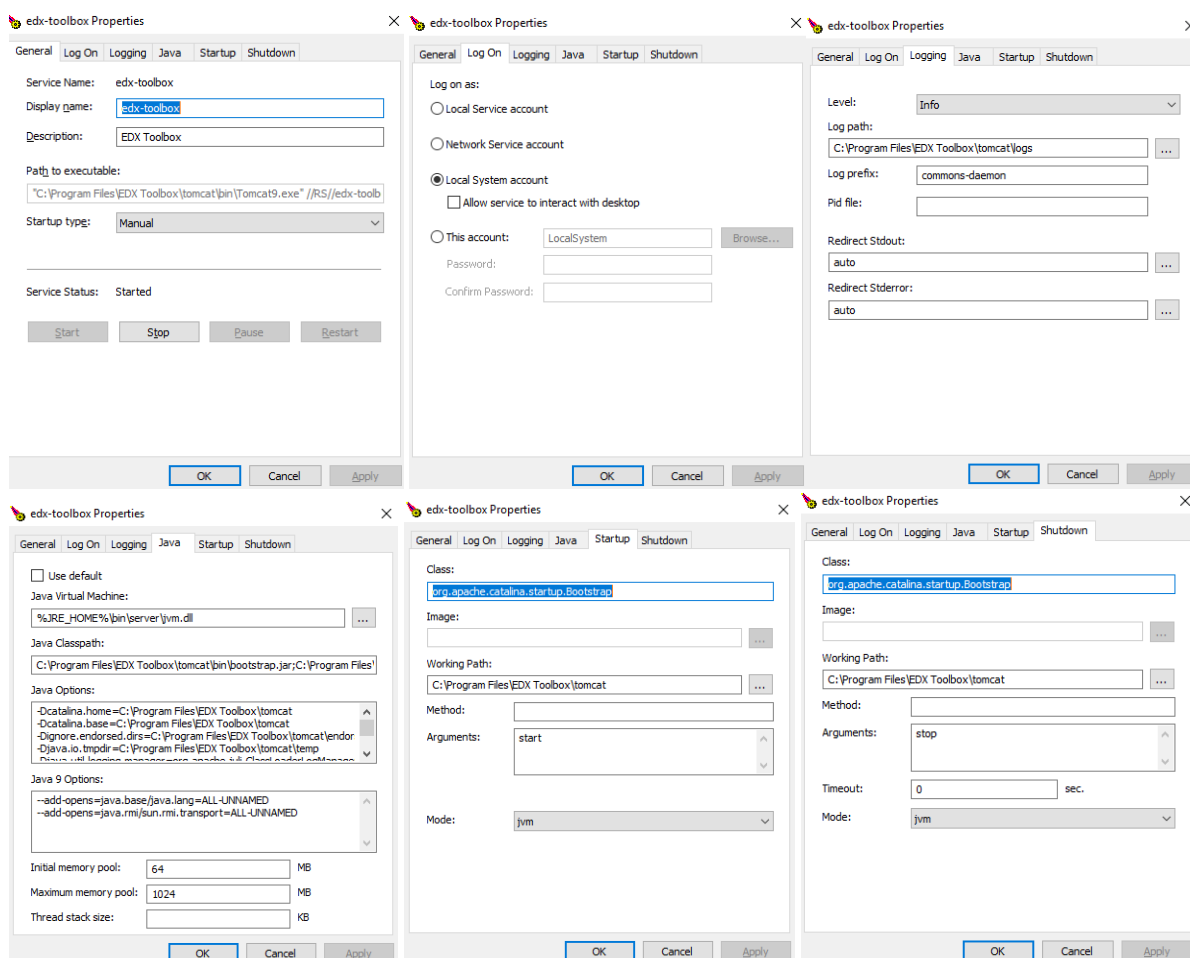 edx-toolbox Properties
General Log On Logging Java Startup Shutdown
Service Name: edx-toolbox
Display name: edx-toolbox
Description: EDX Toolbox
Path to executable:
"C:\Program Files\EDX Toolbox\tomcat\bin\Tomcat9.exe" //RS//edx-toolb
Startup type: Manual
Service Status: Started
Start Stop Pause Restart
OK Cancel Apply
edx-toolbox Properties
General Log On Logging Java Startup Shutdown
Log on as:
Local Service account
Network Service account
Local System account
Allow service to interact with desktop
This account: LocalSystem Browse...
Password:
Confirm Password:
OK Cancel Apply
edx-toolbox Properties
General Log On Logging Java Startup Shutdown
Level: Info
Log path:
C:\Program Files\EDX Toolbox\tomcat\logs ...
Log prefix: commons-daemon
Pid file:
Redirect Stdout:
auto ...
Redirect Stderror:
auto ...
OK Cancel Apply
edx-toolbox Properties
General Log On Logging Java Startup Shutdown
Use default
Java Virtual Machine:
%JRE_HOME%\bin\server\jvm.dll ...
Java Classpath:
C:\Program Files\EDX Toolbox\tomcat\bin\bootstrap.jar;C:\Program Files\
Java Options:
-Dcatalina.home=C:\Program Files\EDX Toolbox\tomcat
-Dcatalina.base=C:\Program Files\EDX Toolbox\tomcat
-Dignore.endorsed.dirs=C:\Program Files\EDX Toolbox\tomcat\endor
-Djava.io.tmpdir=C:\Program Files\EDX Toolbox\tomcat\temp
-Djava.util.logging.manager=org.apache.juli.ClassLoaderLogManage
Java 9 Options:
--add-opens=java.base/java.lang=ALL-UNNAMED
--add-opens=java.rmi/sun.rmi.transport=ALL-UNNAMED
Initial memory pool: 64 MB
Maximum memory pool: 1024 MB
Thread stack size: KB
OK Cancel Apply
edx-toolbox Properties
General Log On Logging Java Startup Shutdown
Class:
org.apache.catalina.startup.Bootstrap
Image:
...
Working Path:
C:\Program Files\EDX Toolbox\tomcat ...
Method:
Arguments: start
Mode: jvm
OK Cancel Apply
edx-toolbox Properties
General Log On Logging Java Startup Shutdown
Class:
org.apache.catalina.startup.Bootstrap
Image:
...
Working Path:
C:\Program Files\EDX Toolbox\tomcat ...
Method:
Arguments: stop
Timeout: 0 sec.
Mode: jvm
OK Cancel Apply